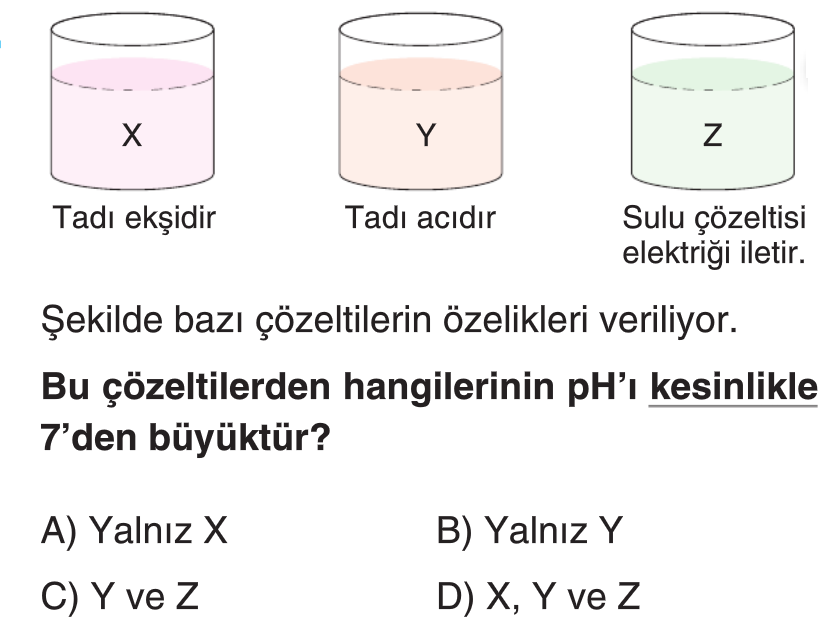 X
Y
Z
Tadı ekşidir
Tadı acıdır
Sulu çözeltisi
elektriği iletir.
Şekilde bazı çözeltilerin özelikleri veriliyor.
Bu çözeltilerden hangilerinin pH’ı kesinlikle
7’den büyüktür?
A) Yalnız X
B) Yalnız Y
C) Y ve Z
D) X, Y ve Z